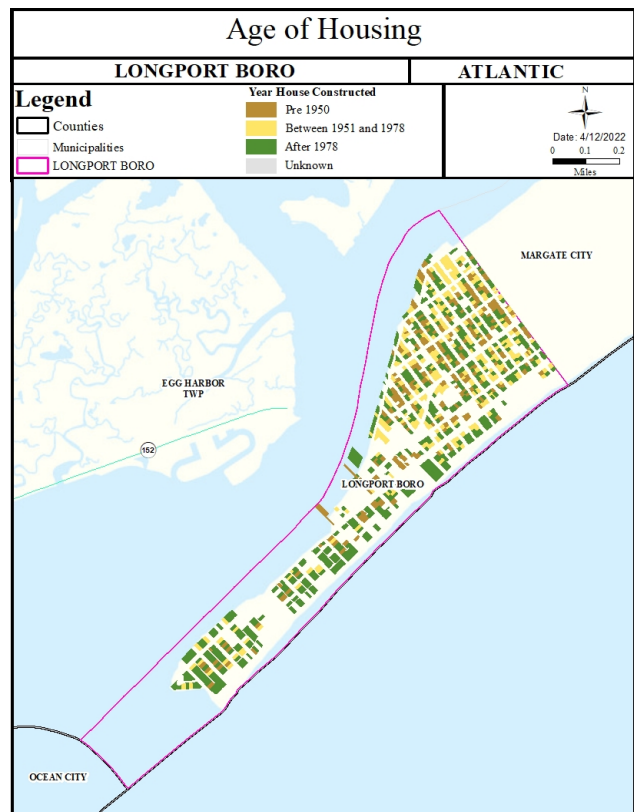 Age of Housing
LONGPORT BORO
ATLANTIC
Legend
Counties
Municipalities
LONGPORT BORO
Year House Constructed
Pre 1950
Between 1951 and 1978
After 1978
Unknown
N
Date: 4/12/2022
0 0.1 0.2
Miles
MARGATE CITY
EGG HARBOR
TWP
152
LONGPORT BORO
OCEAN CITY